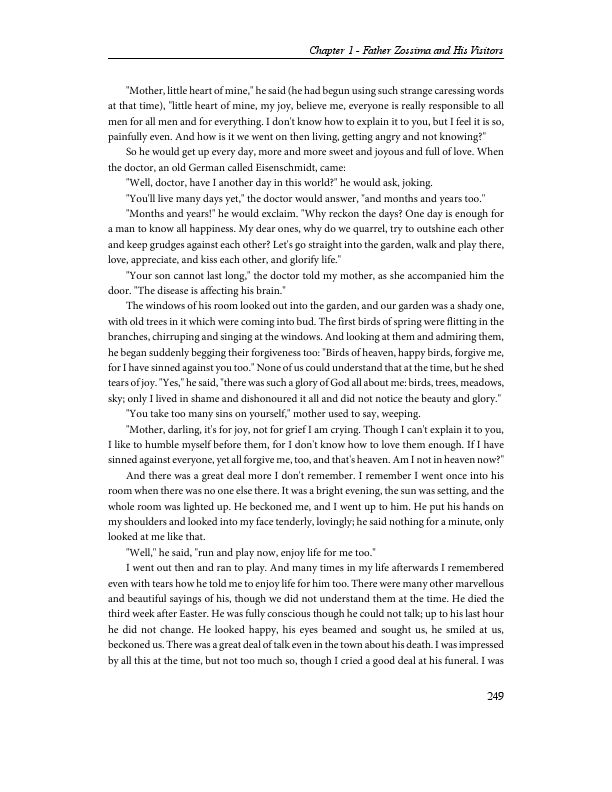 Chapter 1 - Father Zossima and His Visitors
"Mother, little heart of mine," he said (he had begun using such strange caressing words
at that time), "little heart of mine, my joy, believe me, everyone is really responsible to all
men for all men and for everything. I don't know how to explain it to you, but I feel it is so,
painfully even. And how is it we went on then living, getting angry and not knowing?"
So he would get up every day, more and more sweet and joyous and full of love. When
the doctor, an old German called Eisenschmidt, came:
"Well, doctor, have I another day in this world?" he would ask, joking.
"You'll live many days yet," the doctor would answer, "and months and years too."
"Months and years!" he would exclaim. "Why reckon the days? One day is enough for
a man to know all happiness. My dear ones, why do we quarrel, try to outshine each other
and keep grudges against each other? Let's go straight into the garden, walk and play there,
love, appreciate, and kiss each other, and glorify life."
"Your son cannot last long," the doctor told my mother, as she accompanied him the
door. "The disease is affecting his brain."
The windows of his room looked out into the garden, and our garden was a shady one,
with old trees in it which were coming into bud. The first birds of spring were flitting in the
branches, chirruping and singing at the windows. And looking at them and admiring them,
he began suddenly begging their forgiveness too: "Birds of heaven, happy birds, forgive me,
for I have sinned against you too." None of us could understand that at the time, but he shed
tears of joy. "Yes," he said, "there was such a glory of God all about me: birds, trees, meadows,
sky; only I lived in shame and dishonoured it all and did not notice the beauty and glory."
"You take too many sins on yourself," mother used to say, weeping.
"Mother, darling, it's for joy, not for grief I am crying. Though I can't explain it to you,
I like to humble myself before them, for I don't know how to love them enough. If I have
sinned against everyone, yet all forgive me, too, and that's heaven. Am I not in heaven now?"
And there was a great deal more I don't remember. I remember I went once into his
room when there was no one else there. It was a bright evening, the sun was setting, and the
whole room was lighted up. He beckoned me, and I went up to him. He put his hands on
my shoulders and looked into my face tenderly, lovingly; he said nothing for a minute, only
looked at me like that.
"Well," he said, "run and play now, enjoy life for me too."
I went out then and ran to play. And many times in my life afterwards I remembered
even with tears how he told me to enjoy life for him too. There were many other marvellous
and beautiful sayings of his, though we did not understand them at the time. He died the
third week after Easter. He was fully conscious though he could not talk; up to his last hour
he did not change. He looked happy, his eyes beamed and sought us, he smiled at us,
beckoned us. There was a great deal of talk even in the town about his death. I was impressed
by all this at the time, but not too much so, though I cried a good deal at his funeral. I was
249